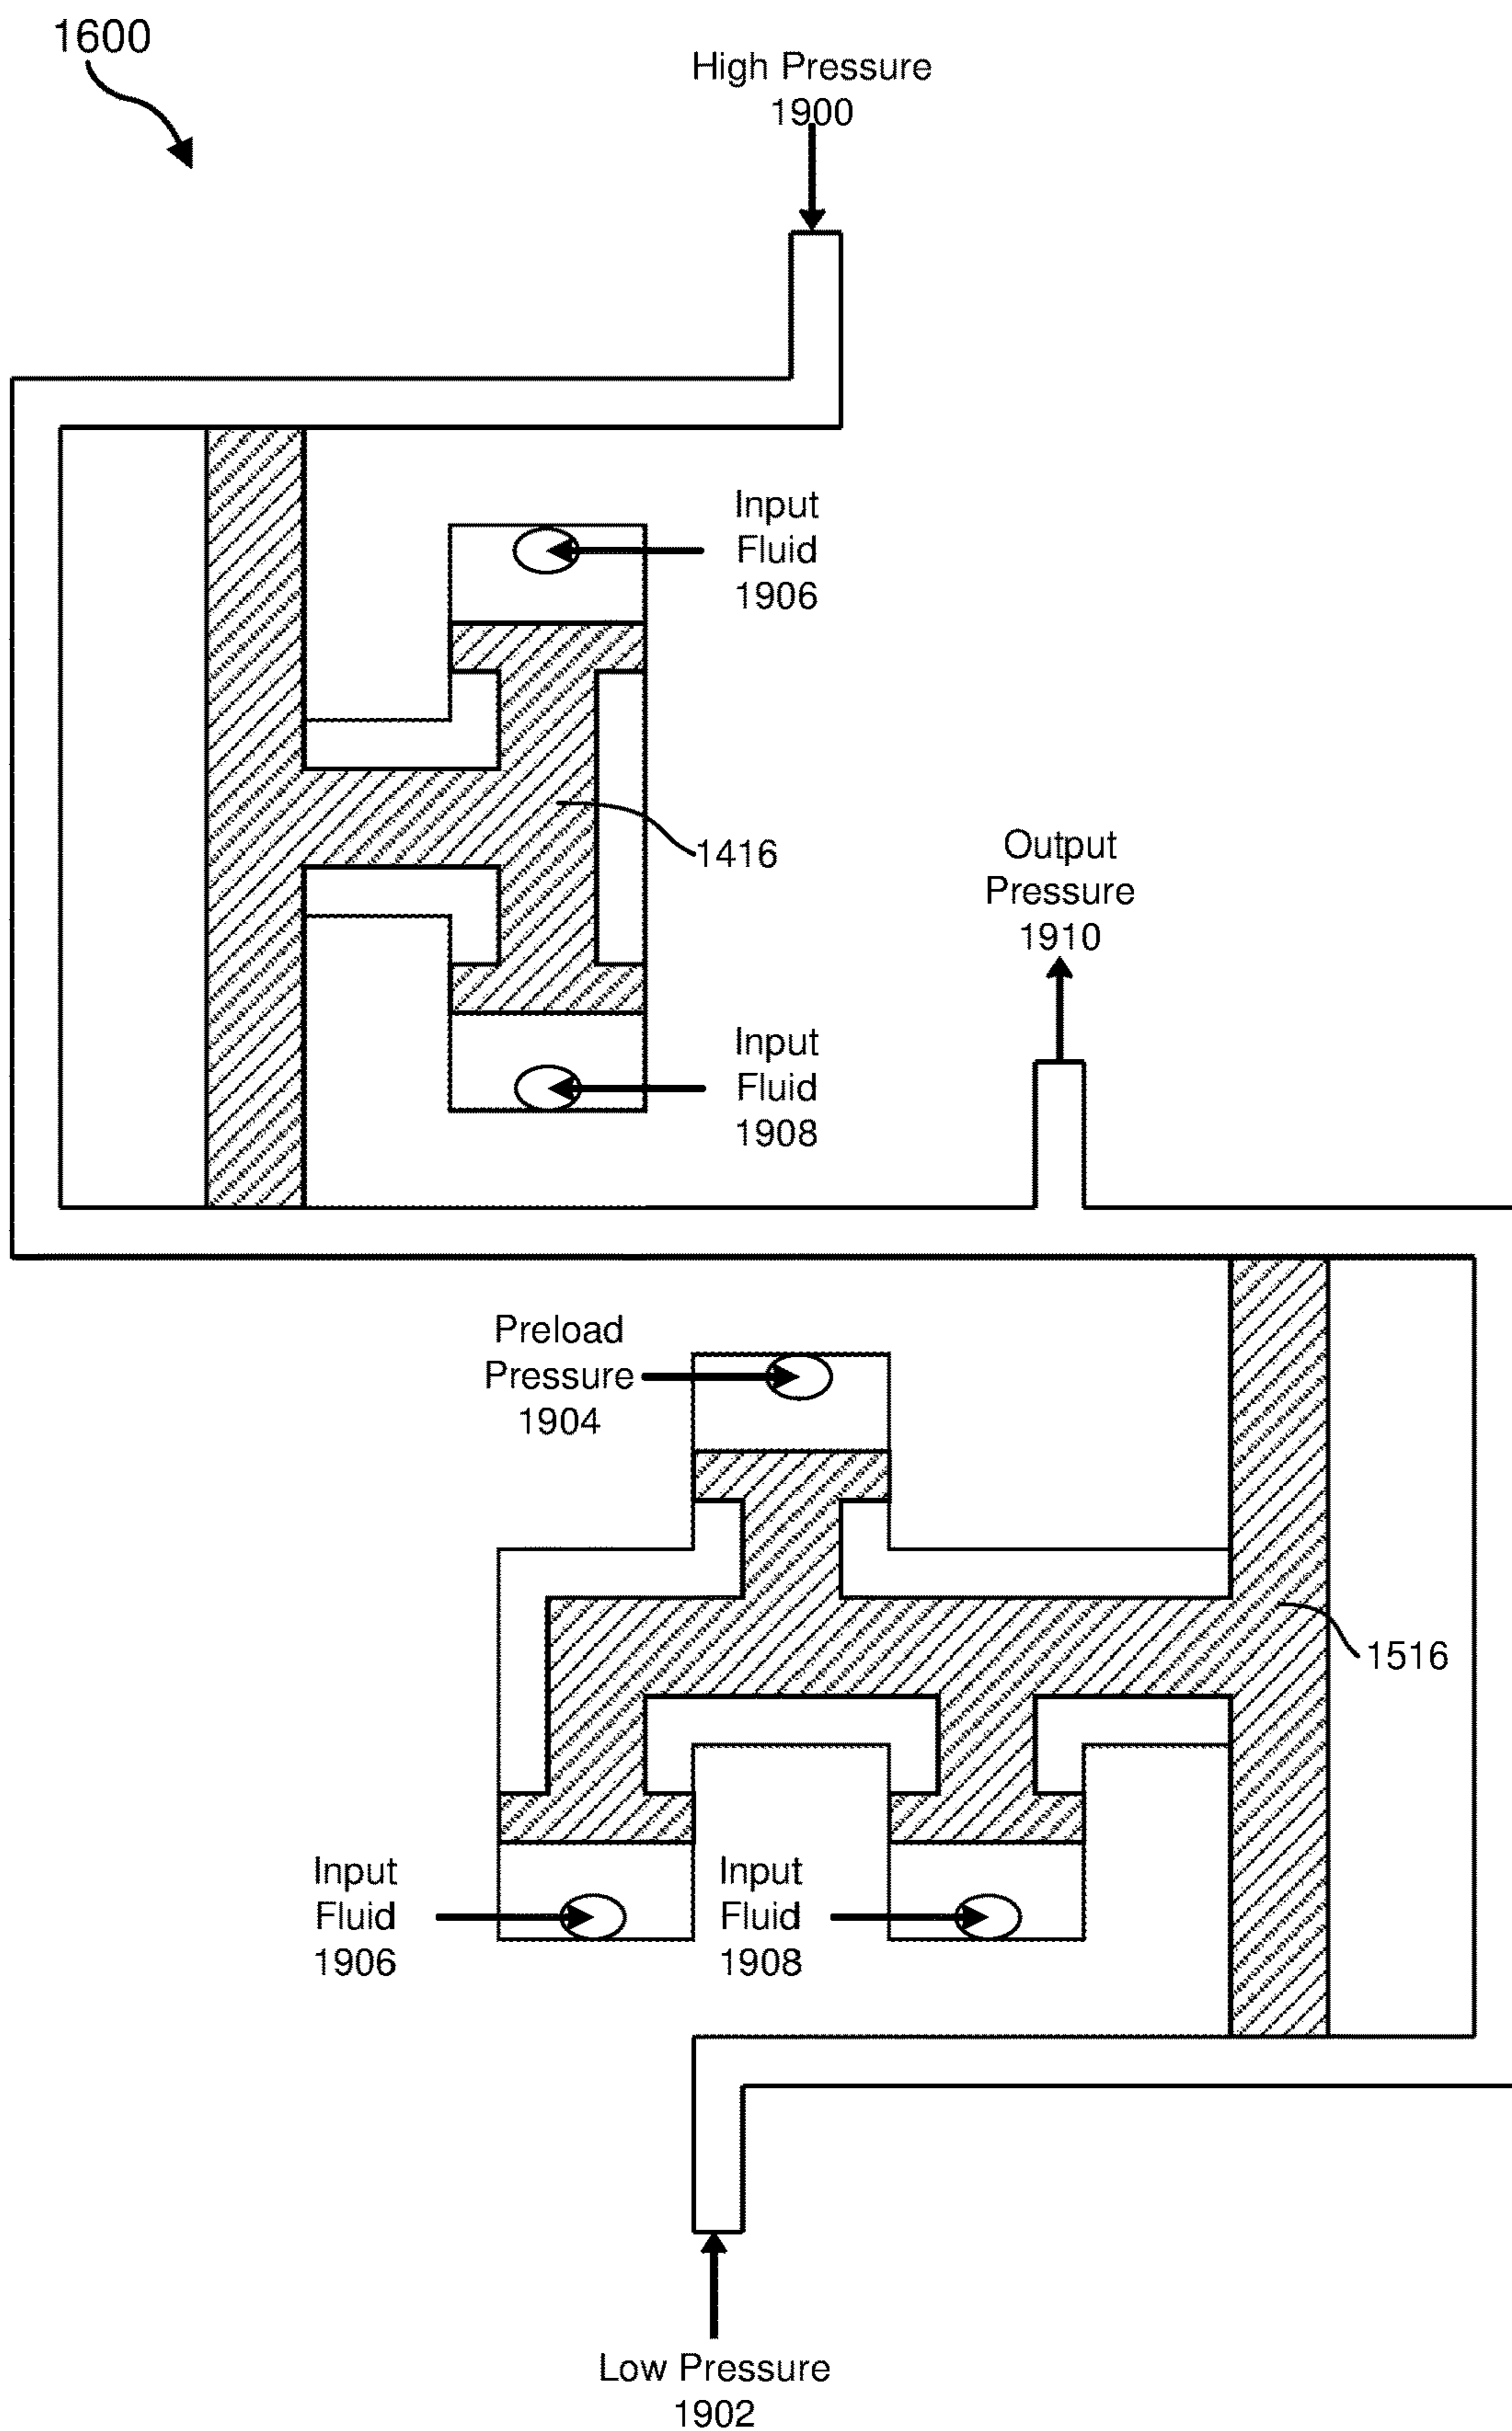 1600
High Pressure
1900
Input
Fluid
1906
1416
Output
Pressure
1910
Input
Fluid
1908
Preload
Pressure
1904
1516
Input
Fluid
1906
Input
Fluid
1908
Low Pressure
1902